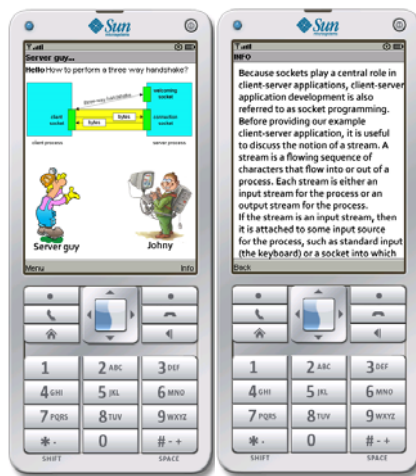 Sun
microsystems
Server guy...
Hello How to perform a three way handshake?
three-way handshake
welcoming
socket
client
socket
bytes
bytes
connection
socket
client process
server process
Server guy
Johny
Menu
Info
1
2 ABC
3 DEF
4 GHI
5 JKL
6 MNO
7 PQRS
8 TUV
9 WXYZ
* .
0
# - +
SHIFT
SPACE
Sun
microsystems
INFO
Because sockets play a central role in
client-server applications, client-server
application development is also
referred to as socket programming.
Before providing our example
client-server application, it is useful
to discuss the notion of a stream. A
stream is a flowing sequence of
characters that flow into or out of a
process. Each stream is either an
input stream for the process or an
output stream for the process.
If the stream is an input stream, then
it is attached to some input source
for the process, such as standard input
(the keyboard) or a socket into which
Back
1
2 ABC
3 DEF
4 GHI
5 JKL
6 MNO
7 PQRS
8 TUV
9 WXYZ
* .
0
# - +
SHIFT
SPACE